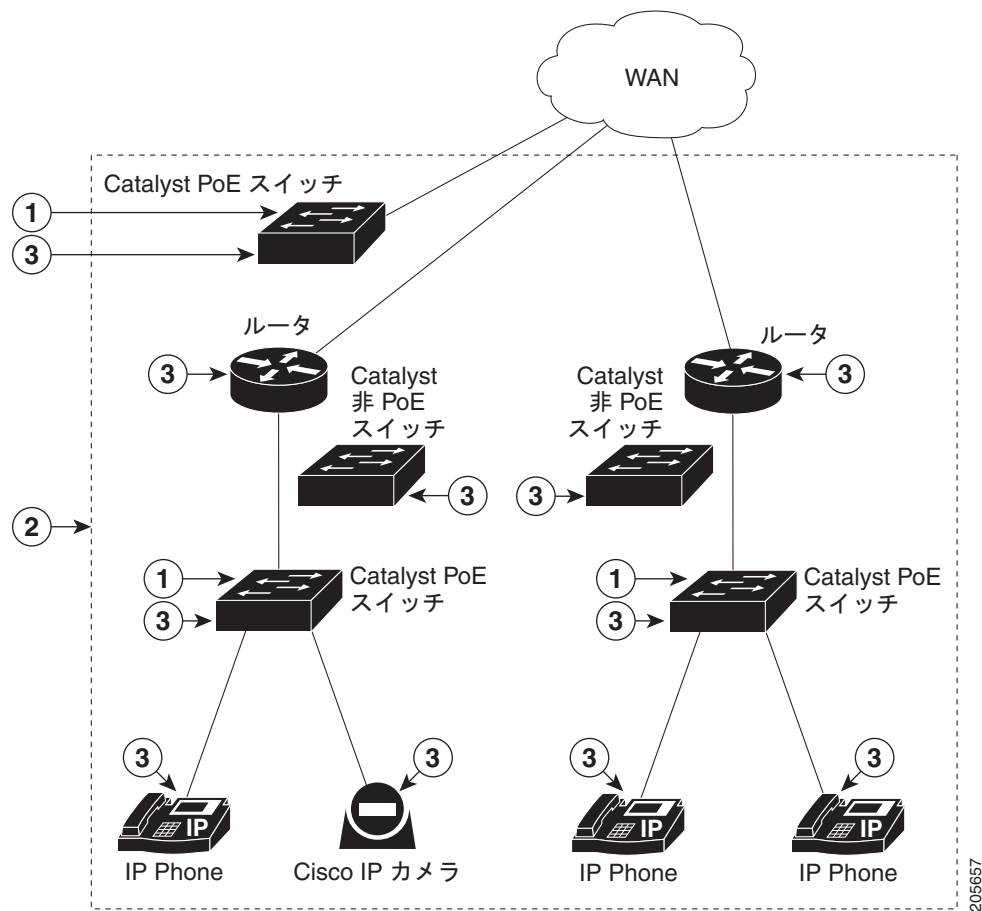 WAN
Catalyst PoE スイッチ
1
3
ルータ
3
ルータ
3
Catalyst
非 PoE
スイッチ
3
Catalyst
非 PoE
スイッチ
3
2
1
3
Catalyst PoE
スイッチ
1
3
Catalyst PoE
スイッチ
3
IP
IP Phone
3
Cisco IP カメラ
3
IP
IP Phone
3
IP
IP Phone
205657